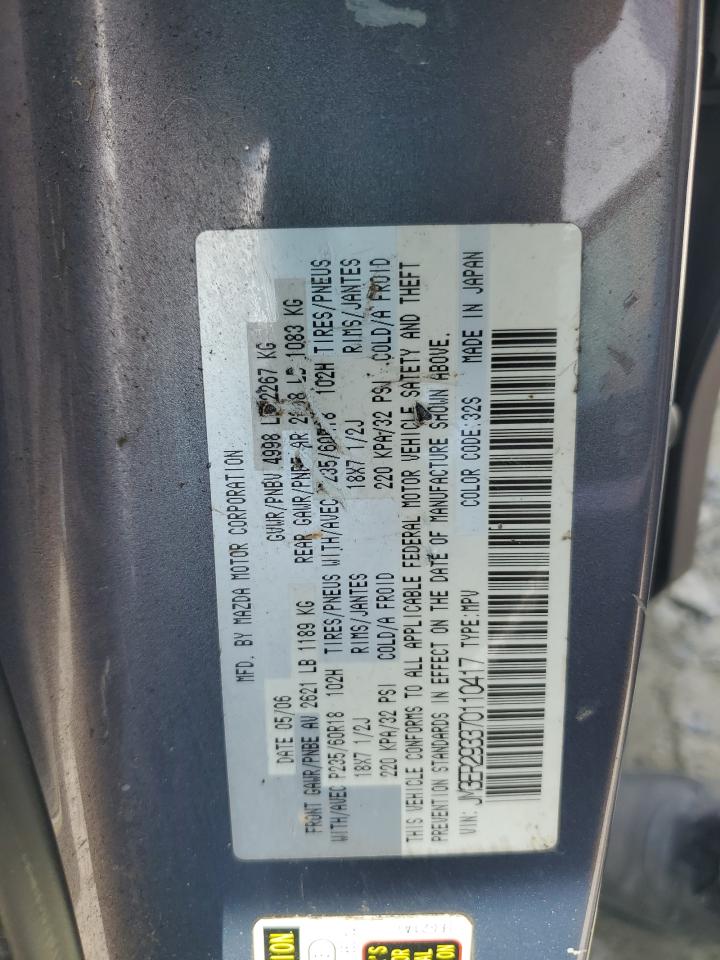 MFD. BY MAZDA MOTOR CORPORATION
DATE 05/06 GVWR/PNBV 4998 LB 2267 KG
FRONT GAWR/PNBE AV 2621 LB 1189 KG REAR GAWR/PNBE AR LB 1083 KG
WITH/AVEC P235/60R18 102H TIRES/PNEUS WITH/AVEC 235/60R18 102H TIRES/PNEUS
18X7 1/2J RIMS/JANTES 18X7 1/2J RIMS/JANTES
220 KPA/32 PSI COLD/A FROID 220 KPA/32 PSI COLD/A FROID
THIS VEHICLE CONFORMS TO ALL APPLICABLE FEDERAL MOTOR VEHICLE SATETY AND THEFT
PREVENTION STANDARDS IN EFFECT ON THE DATE OF MANUFACTURE SHOWN ABOVE.
VIN: JM3ER293370110417 TYPE:MPV COLOR CODE:32S MADE IN JAPAN